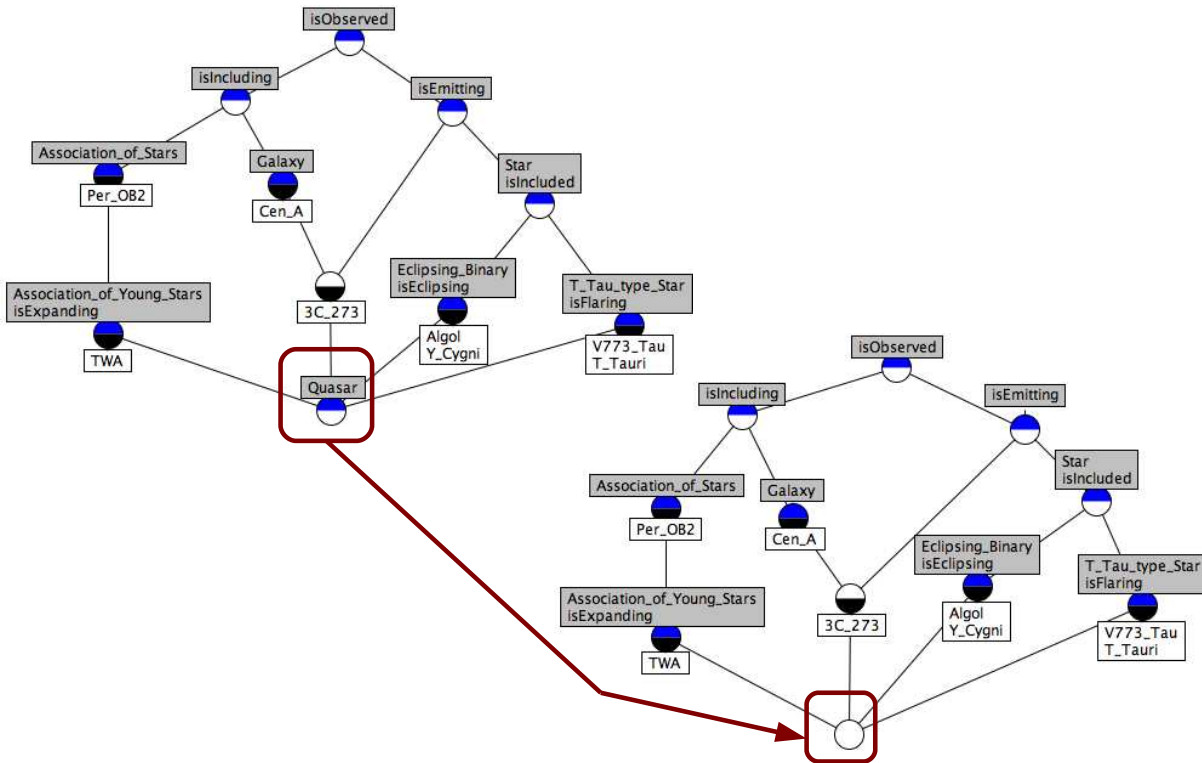 isObserved
isIncluding
isEmitting
Association_of_Stars
Per_OB2
Galaxy
Cen_A
Star
isIncluded
Association_of_Young_Stars
isExpanding
TWA
3C_273
Eclipsing_Binary
isEclipsing
Algol
Y_Cygni
T_Tau_type_Star
isFlaring
V773_Tau
T_Tauri
Quasar
isObserved
isIncluding
isEmitting
Association_of_Stars
Per_OB2
Galaxy
Cen_A
Star
isIncluded
Association_of_Young_Stars
isExpanding
TWA
3C_273
Eclipsing_Binary
isEclipsing
Algol
Y_Cygni
T_Tau_type_Star
isFlaring
V773_Tau
T_Tauri